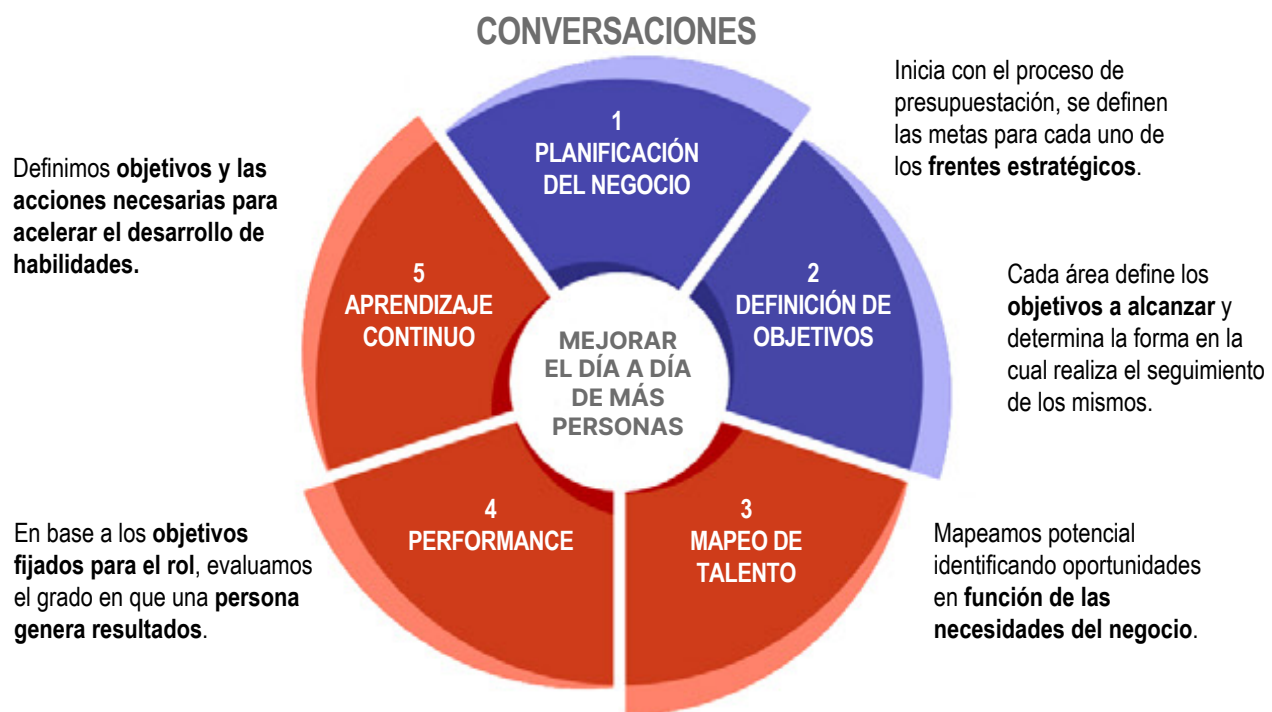 CONVERSACIONES
1
PLANIFICACIÓN
DEL NEGOCIO
Inicia con el proceso de
presupuestación, se definen
las metas para cada uno de
los frentes estratégicos.
2
DEFINICIÓN DE
OBJETIVOS
Cada área define los
objetivos a alcanzar y
determina la forma en la
cual realiza el seguimiento
de los mismos.
3
MAPEO DE
TALENTO
Mapeamos potencial
identificando oportunidades
en función de las
necesidades del negocio.
4
PERFORMANCE
En base a los objetivos
fijados para el rol, evaluamos
el grado en que una persona
genera resultados.
5
APRENDIZAJE
CONTINUO
Definimos objetivos y las
acciones necesarias para
acelerar el desarrollo de
habilidades.
MEJORAR
EL DÍA A DÍA
DE MÁS
PERSONAS